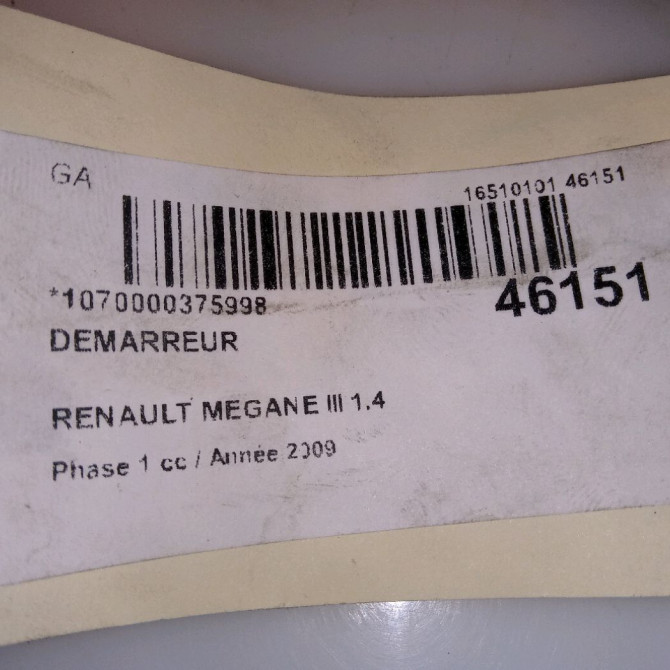 GA
16510101 46151
*1070000375998
46151
DEMARREUR
RENAULT MEGANE III 1.4
Phase 1 cc / Année 2009